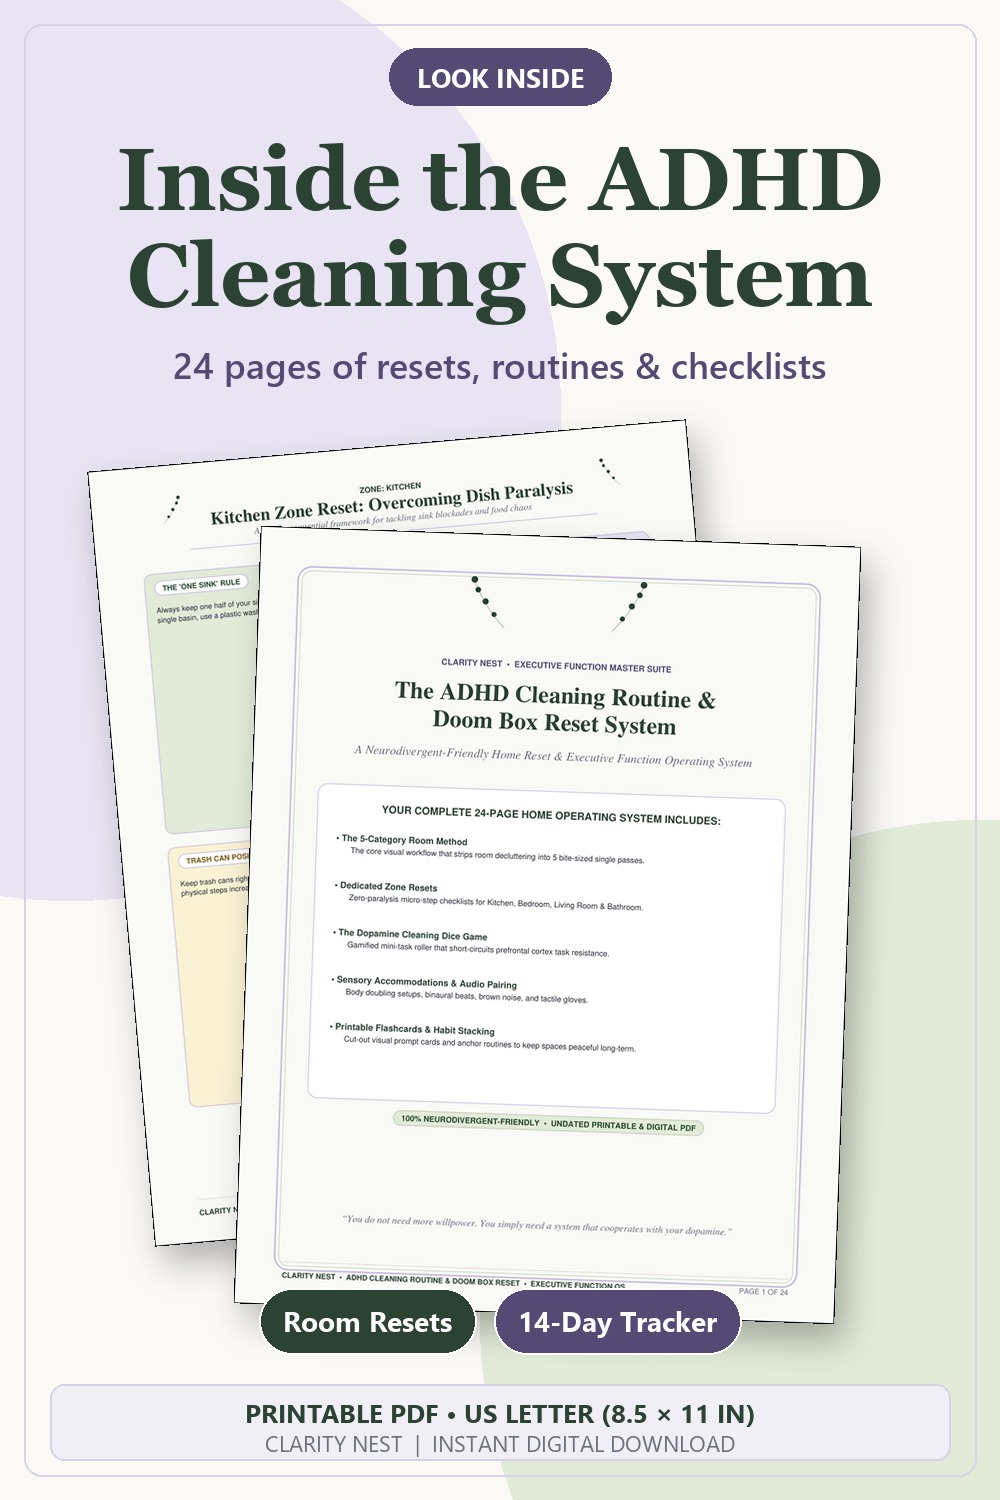 LOOK INSIDE
Inside the ADHD
Cleaning System
24 pages of resets, routines & checklists
ZONE: KITCHEN
Kitchen Zone Reset: Overcoming Dish Paralysis
framework for tackling sink blockades and food chaos
THE 'ONE SINK' RULE
Always keep one half of your
single basin, use a plastic
TRASH CAN
Keep trash cans
physical steps
CLARITY
CLARITY NEST • EXECUTIVE FUNCTION MASTER SUITE
The ADHD Cleaning Routine &
Doom Box Reset System
A Neurodivergent-Friendly Home Reset & Executive Function Operating System
YOUR COMPLETE 24-PAGE HOME OPERATING SYSTEM INCLUDES:
• The 5-Category Room Method
The core visual workflow that strips room decluttering into 5 bite-sized single passes.
• Dedicated Zone Resets
Zero-paralysis micro-step checklists for Kitchen, Bedroom, Living Room & Bathroom.
• The Dopamine Cleaning Dice Game
Gamified mini-task roller that short-circuits prefrontal cortex task resistance.
• Sensory Accommodations & Audio Pairing
Body doubling setups, binaural beats, brown noise, and tactile gloves.
• Printable Flashcards & Habit Stacking
Cut-out visual prompt cards and anchor routines to keep spaces peaceful long-term.
100% NEURODIVERGENT-FRIENDLY • UNDATED PRINTABLE & DIGITAL PDF
"You do not need more willpower. You simply need a system that cooperates with your dopamine."
CLARITY NEST • ADHD CLEANING ROUTINE & DOOM BOX RESET • EXECUTIVE FUNCTION OS
PAGE 1 OF 24
Room Resets
14-Day Tracker
PRINTABLE PDF • US LETTER (8.5 × 11 IN)
CLARITY NEST | INSTANT DIGITAL DOWNLOAD